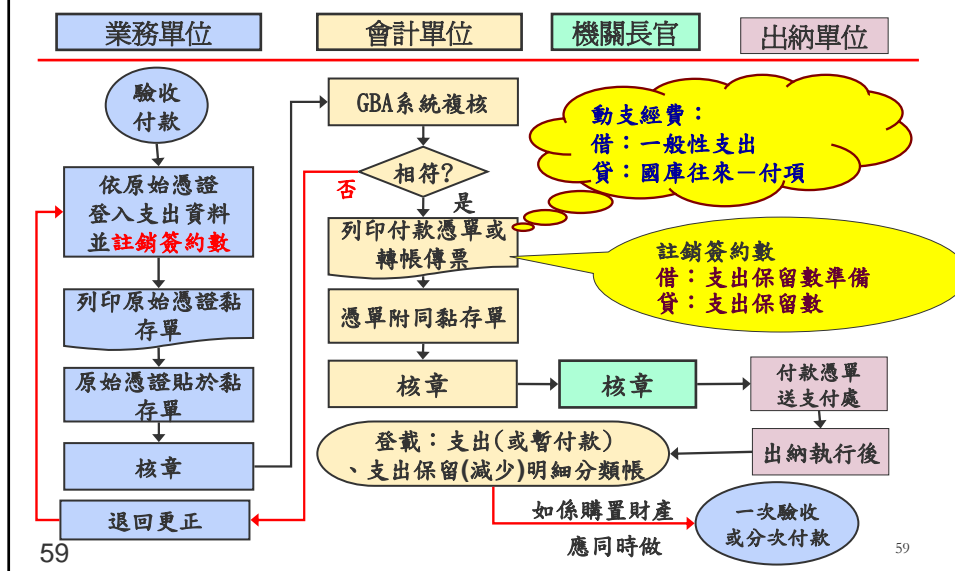 業務單位
會計單位
機關長官
出納單位
驗收
付款
依原始憑證
登入支出資料
並註銷簽約數
列印原始憑證黏
存單
原始憑證貼於黏
存單
核章
退回更正
GBA系統複核
相符?
否
是
列印付款憑單或
轉帳傳票
憑單附同黏存單
核章
核章
付款憑單
送支付處
出納執行後
登載：支出(或暫付款)
、支出保留(減少)明細分類帳
如係購置財產
應同時做
一次驗收
或分次付款
動支經費：
借：一般性支出
貸：國庫往來－付項
註銷簽約數
借：支出保留數準備
貸：支出保留數
59
59